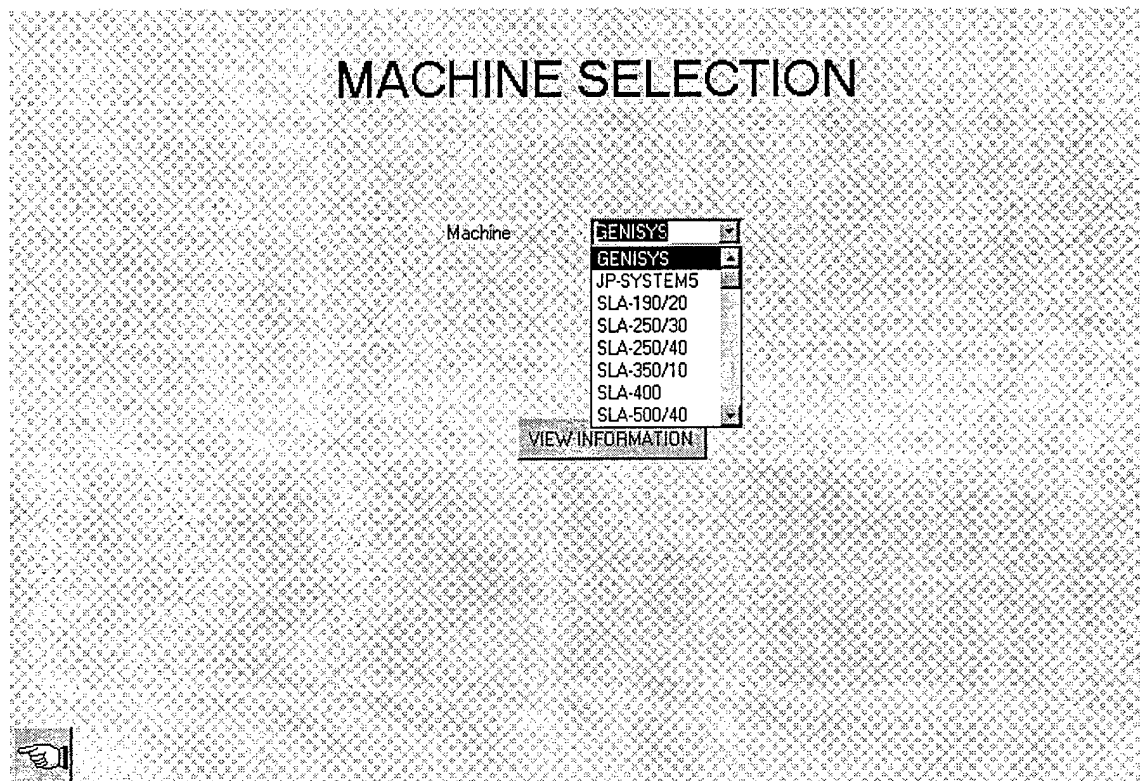 MACHINE SELECTION
Machine GENISYS
GENISYS
JP-SYSTEM5
SLA-190/20
SLA-250/30
SLA-250/40
SLA-350/10
SLA-400
SLA-500/40
VIEW INFORMATION